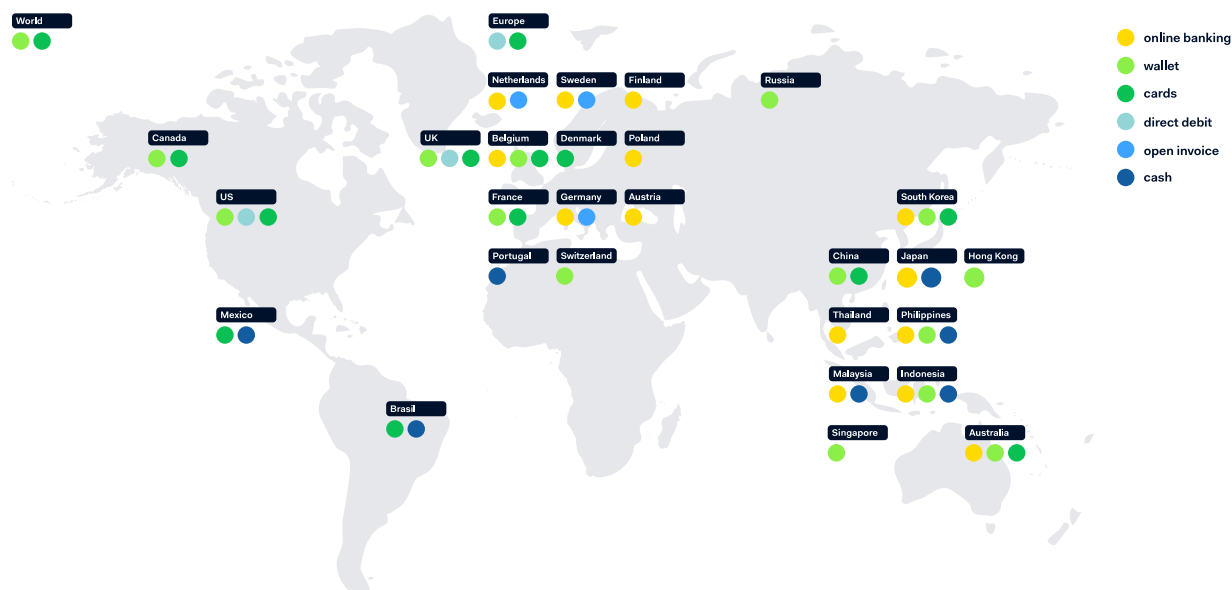 World
Europe
online banking
wallet
cards
direct debit
open invoice
cash
Netherlands
Sweden
Finland
Russia
Canada
UK
Belgium
Denmark
Poland
US
France
Germany
Austria
South Korea
Portugal
Switzerland
China
Japan
Hong Kong
Mexico
Thailand
Philippines
Malaysia
Indonesia
Brasil
Singapore
Australia